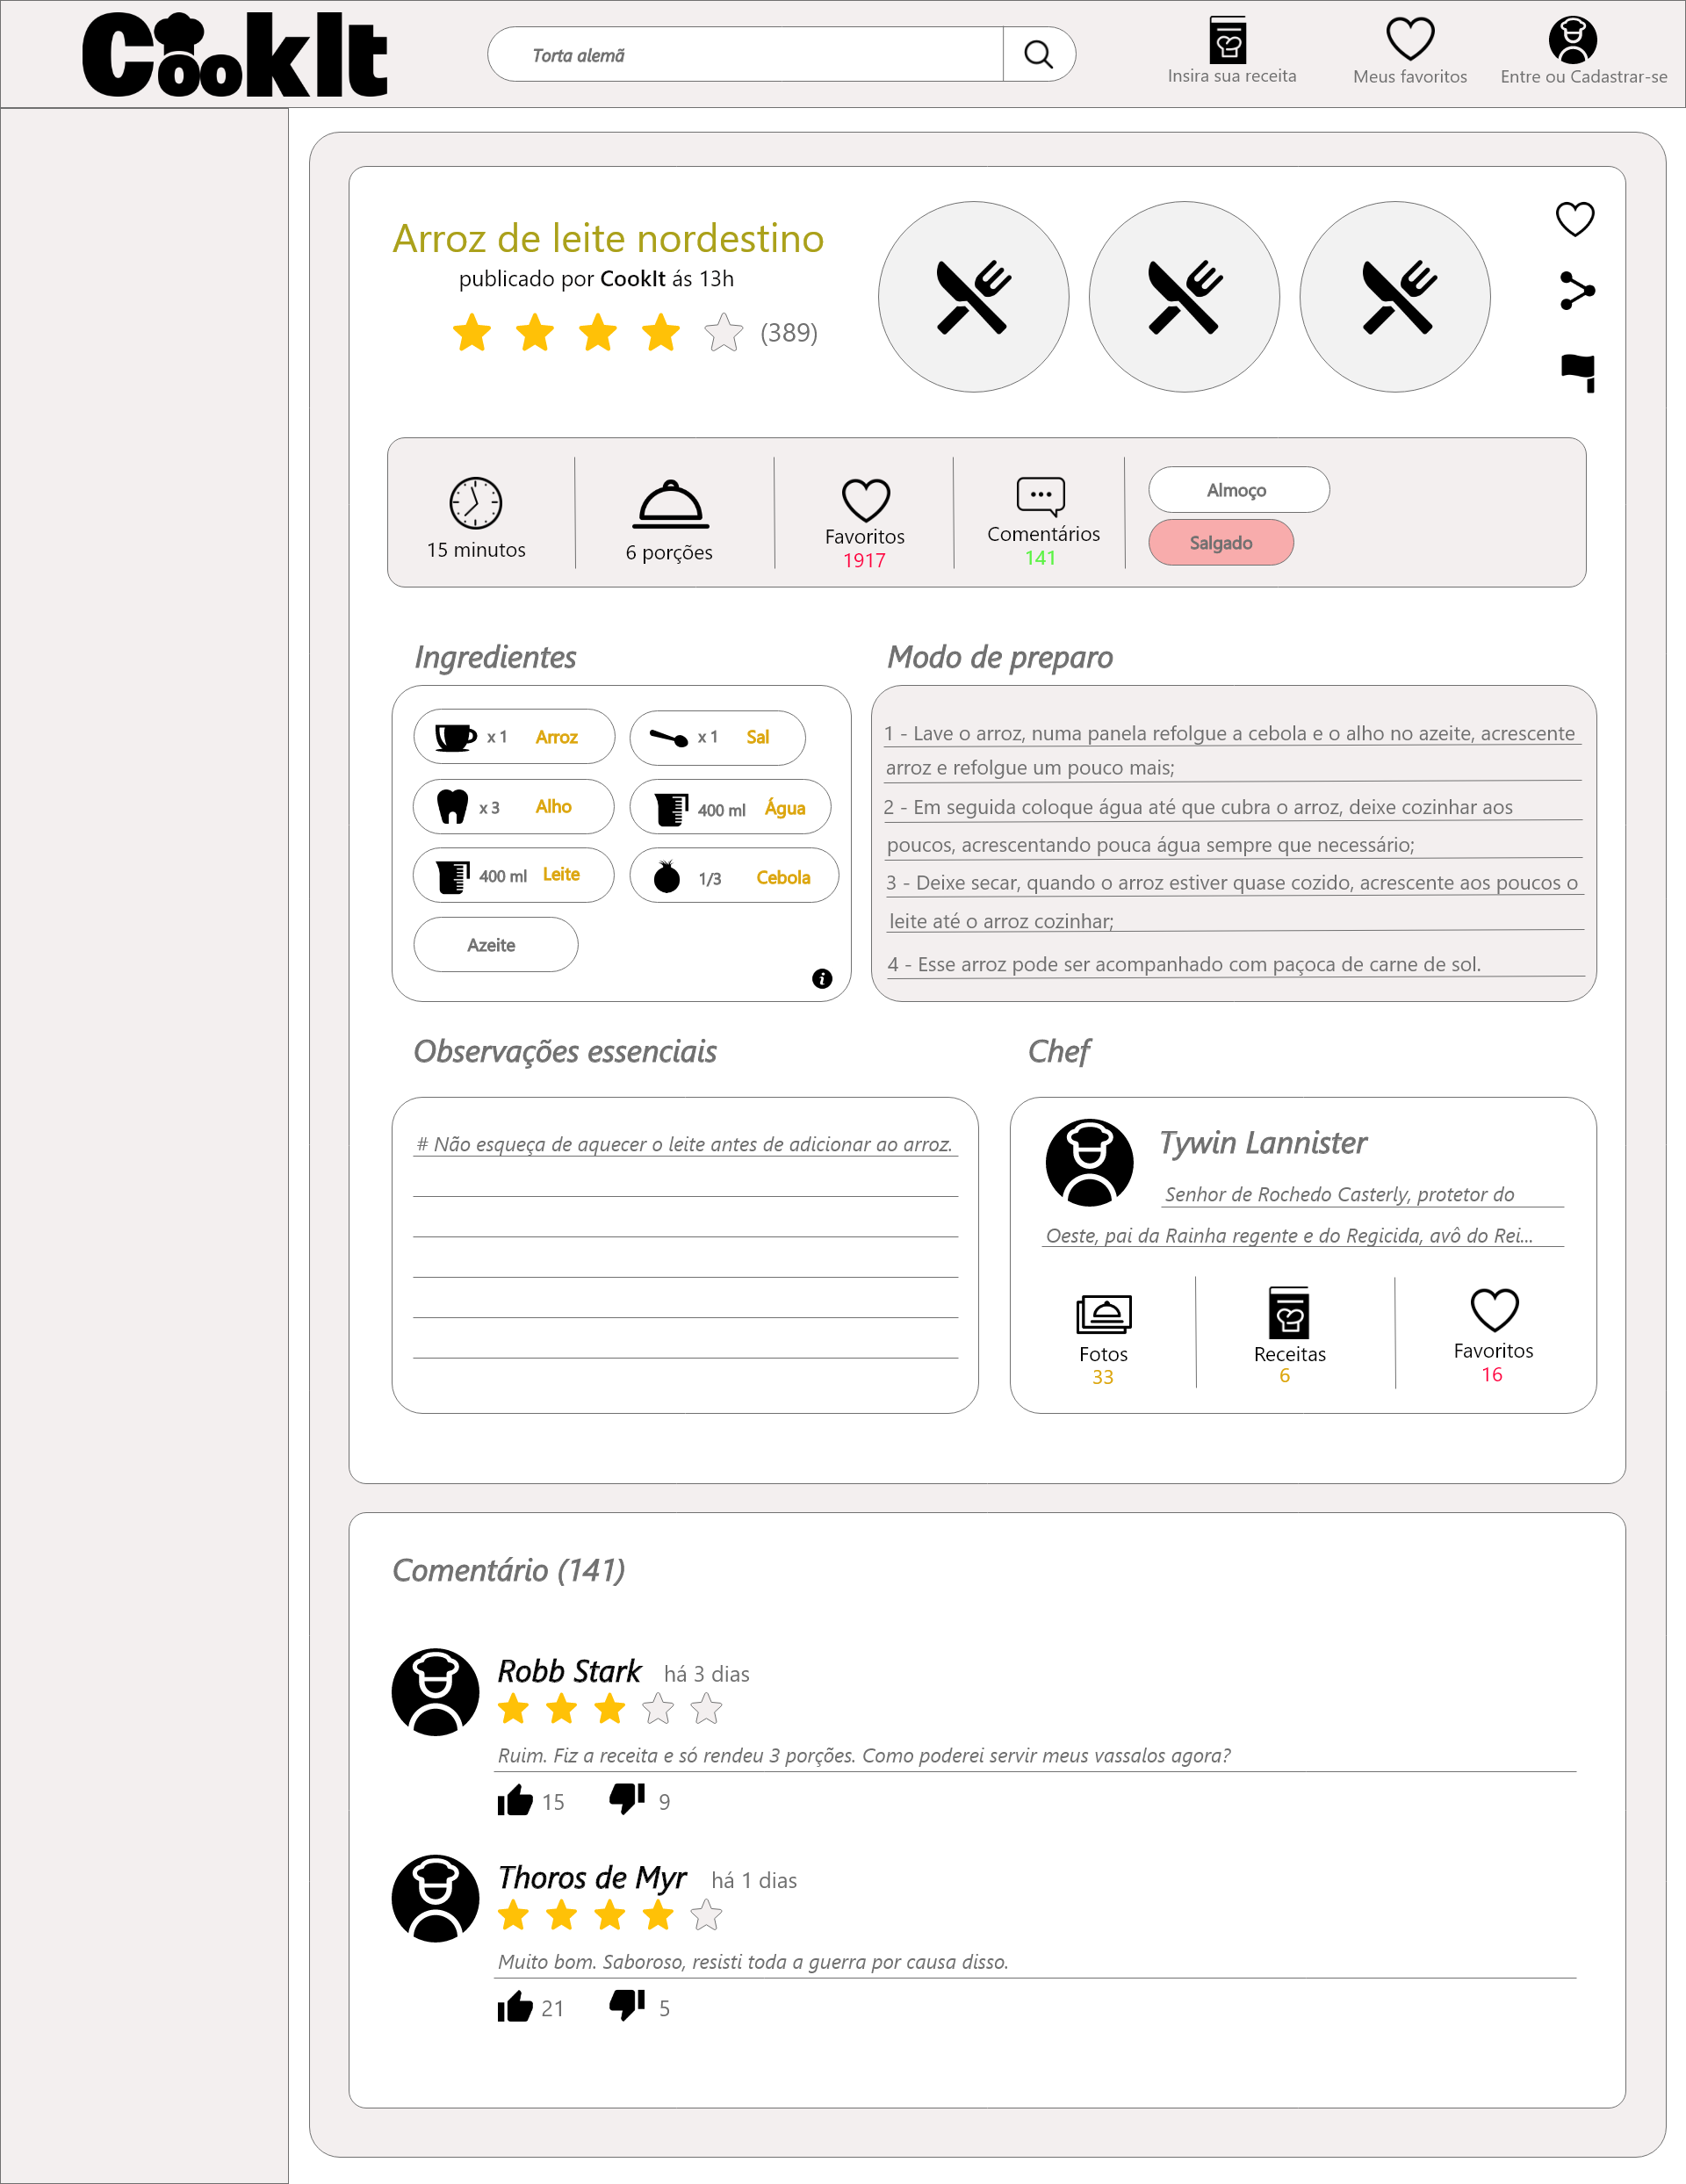 CookIt
Torta alemã
Insira sua receita
Meus favoritos
Entre ou Cadastrar-se
Arroz de leite nordestino
publicado por CookIt ás 13h
(389)
15 minutos
6 porções
Favoritos
1917
Comentários
141
Almoço
Salgado
Ingredientes
x 1 Arroz
x 1 Sal
x 3 Alho
400 ml Água
400 ml Leite
1/3 Cebola
Azeite
Modo de preparo
1 - Lave o arroz, numa panela refolgue a cebola e o alho no azeite, acrescente
arroz e refolgue um pouco mais;
2 - Em seguida coloque água até que cubra o arroz, deixe cozinhar aos
poucos, acrescentando pouca água sempre que necessário;
3 - Deixe secar, quando o arroz estiver quase cozido, acrescente aos poucos o
leite até o arroz cozinhar;
4 - Esse arroz pode ser acompanhado com paçoca de carne de sol.
Observações essenciais
# Não esqueça de aquecer o leite antes de adicionar ao arroz.
Chef
Tywin Lannister
Senhor de Rochedo Casterly, protetor do
Oeste, pai da Rainha regente e do Regicida, avô do Rei...
Fotos
33
Receitas
6
Favoritos
16
Comentário (141)
Robb Stark há 3 dias
Ruim. Fiz a receita e só rendeu 3 porções. Como poderei servir meus vassalos agora?
15 9
Thoros de Myr há 1 dias
Muito bom. Saboroso, resisti toda a guerra por causa disso.
21 5